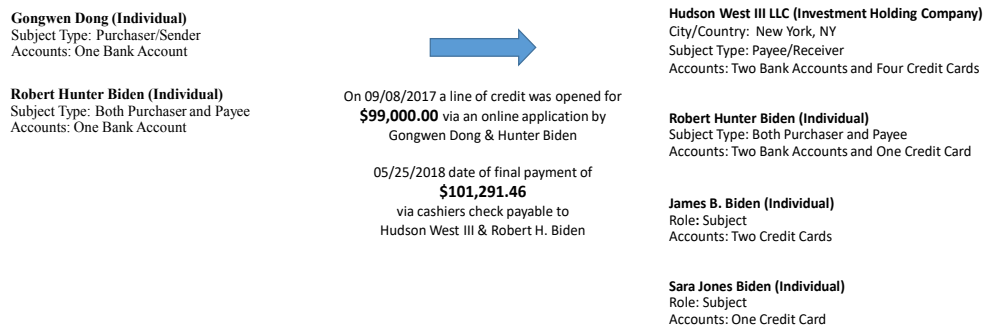 Gongwen Dong (Individual)
Subject Type: Purchaser/Sender
Accounts: One Bank Account
Robert Hunter Biden (Individual)
Subject Type: Both Purchaser and Payee
Accounts: One Bank Account
On 09/08/2017 a line of credit was opened for
$99,000.00 via an online application by
Gongwen Dong & Hunter Biden
05/25/2018 date of final payment of
$101,291.46
via cashiers check payable to
Hudson West III & Robert H. Biden
Hudson West III LLC (Investment Holding Company)
City/Country: New York, NY
Subject Type: Payee/Receiver
Accounts: Two Bank Accounts and Four Credit Cards
Robert Hunter Biden (Individual)
Subject Type: Both Purchaser and Payee
Accounts: Two Bank Accounts and One Credit Card
James B. Biden (Individual)
Role: Subject
Accounts: Two Credit Cards
Sara Jones Biden (Individual)
Role: Subject
Accounts: One Credit Card